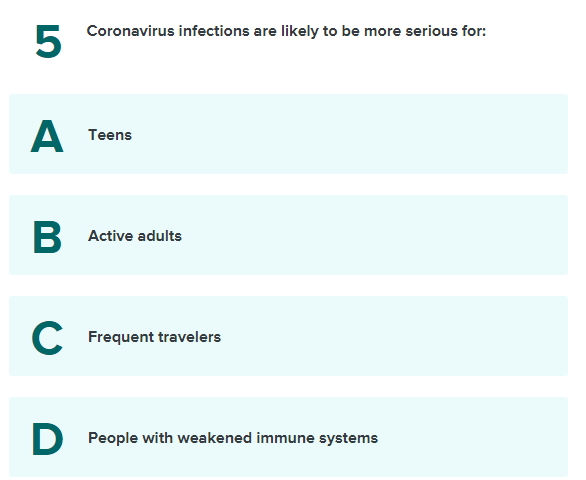 5 Coronavirus infections are likely to be more serious for:
A Teens
B Active adults
C Frequent travelers
D People with weakened immune systems